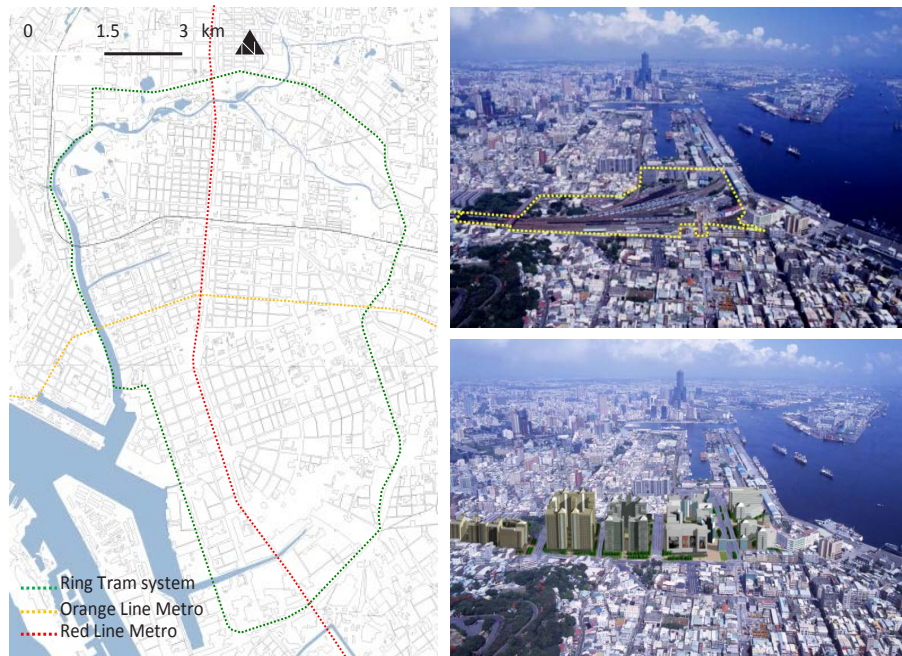 0 1.5 3 km
Ring Tram system
Orange Line Metro
Red Line Metro